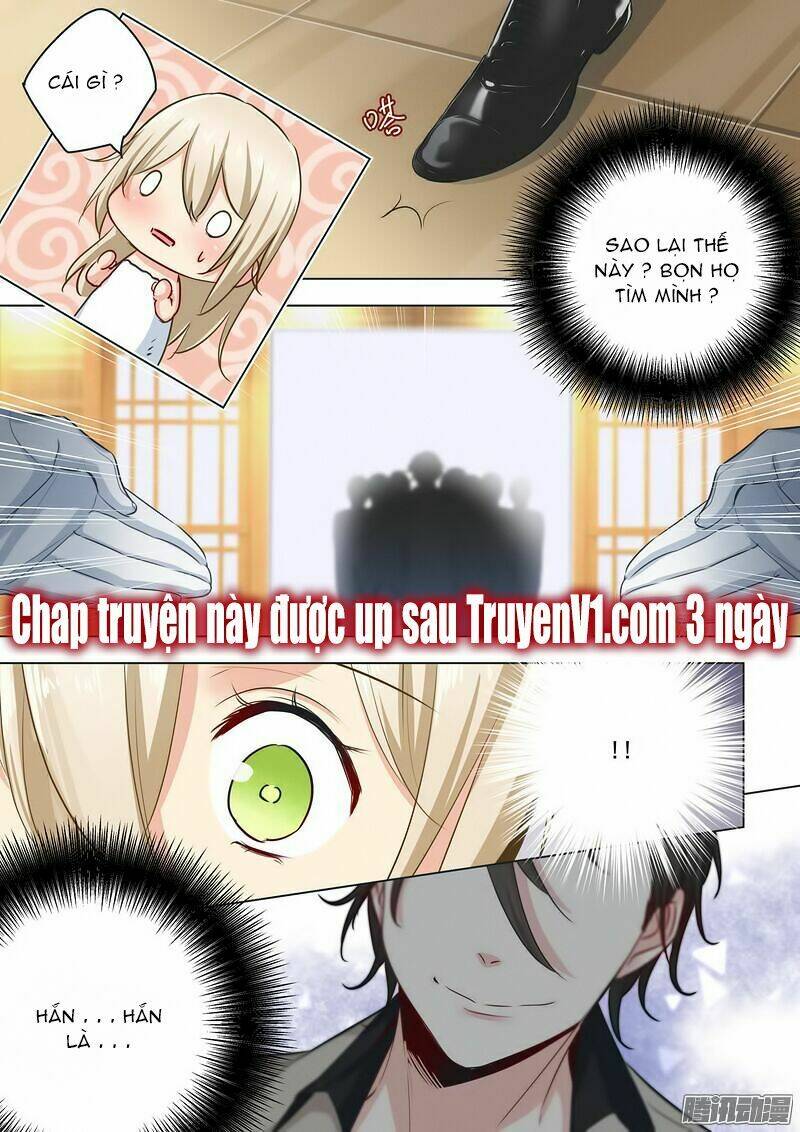 CÁI GÌ ?
嗒
SAO LẠI THẾ
NÀY ? BỌN HỌ
TÌM MÌNH ?
Chap truyện này được up sau TruyenV1.com 3 ngày
! !
HẮN . . . HẮN
LÀ . . .
腾讯动漫